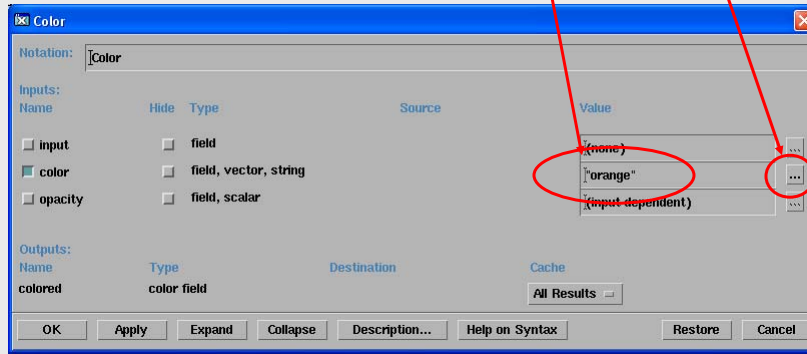 Color
Notation: Color
Inputs:
Name Hide Type Source Value
input field (none) ...
color field, vector, string "orange" ...
opacity field, scalar (input dependent) ...
Outputs:
Name Type Destination Cache
colored color field All Results
OK Apply Expand Collapse Description... Help on Syntax Restore Cancel